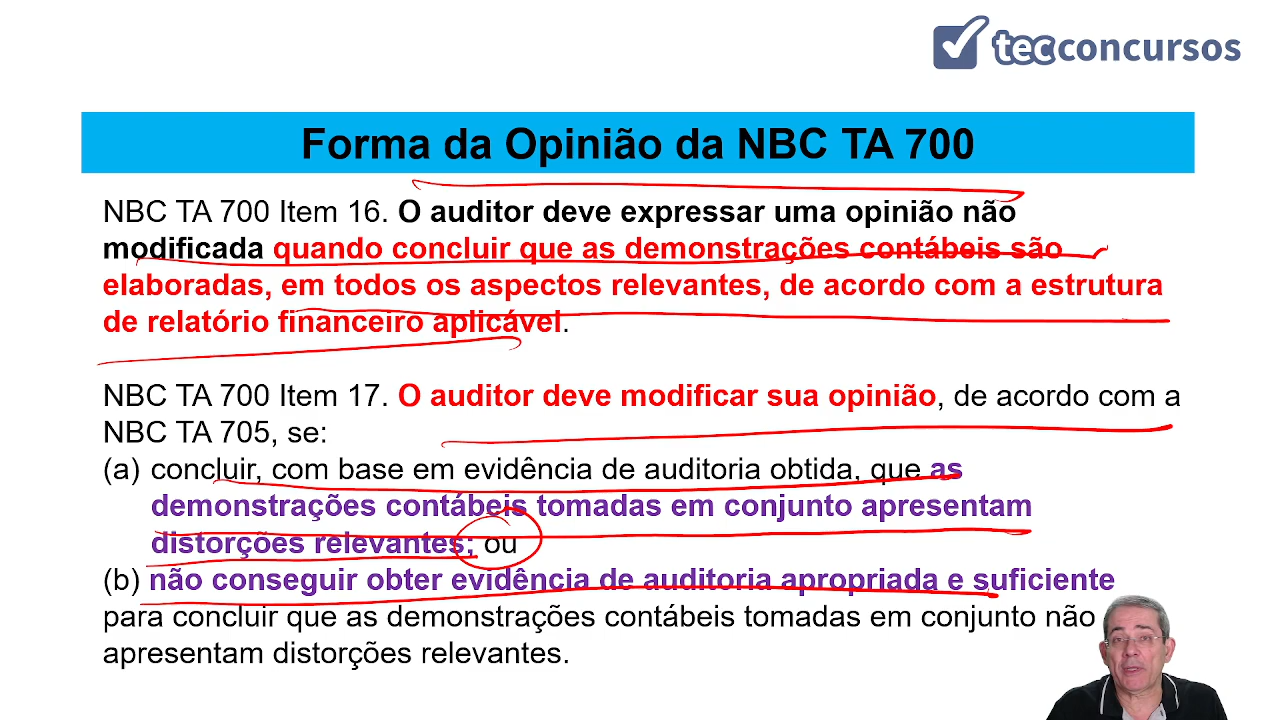 tecconcursos
Forma da Opinião da NBC TA 700
NBC TA 700 Item 16. O auditor deve expressar uma opinião não
modificada quando concluir que as demonstrações contábeis são
elaboradas, em todos os aspectos relevantes, de acordo com a estrutura
de relatório financeiro aplicável.
NBC TA 700 Item 17. O auditor deve modificar sua opinião, de acordo com a
NBC TA 705, se:
(a) concluir, com base em evidência de auditoria obtida, que as
demonstrações contábeis tomadas em conjunto apresentam
distorções relevantes; ou
(b) não conseguir obter evidência de auditoria apropriada e suficiente
para concluir que as demonstrações contábeis tomadas em conjunto não
apresentam distorções relevantes.